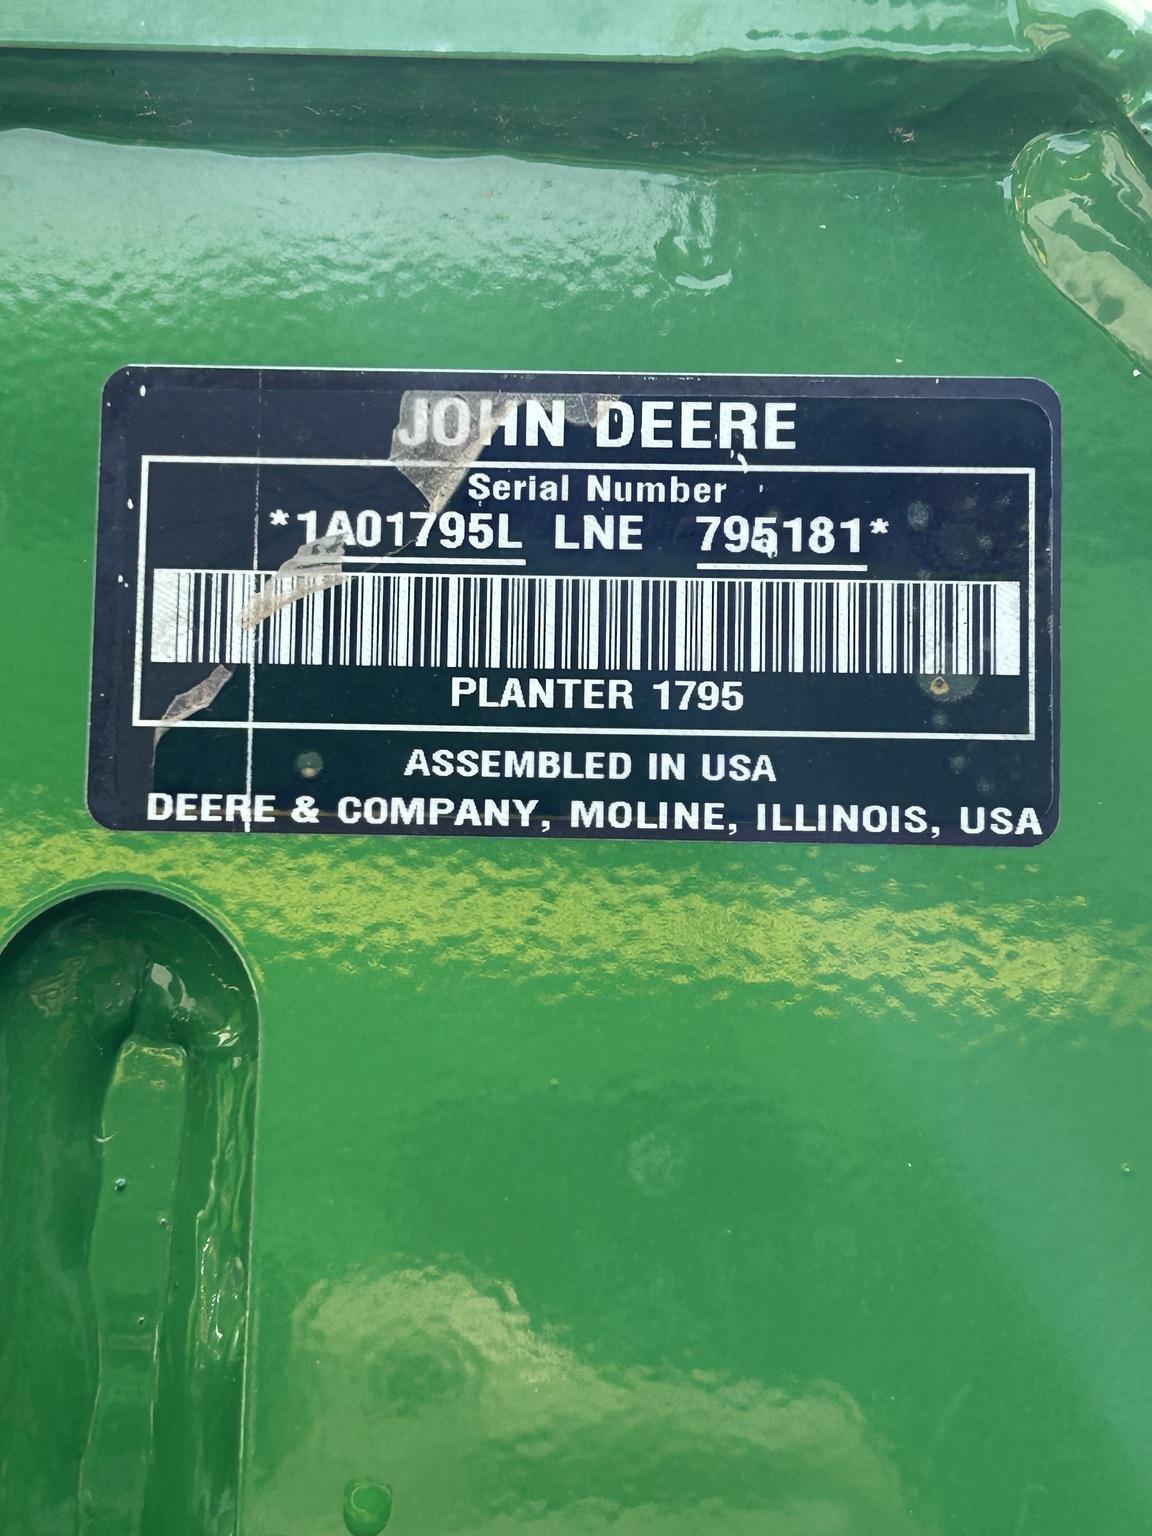 JOHN DEERE
Serial Number
*1A01795L LNE 795181*
PLANTER 1795
ASSEMBLED IN USA
DEERE & COMPANY, MOLINE, ILLINOIS, USA